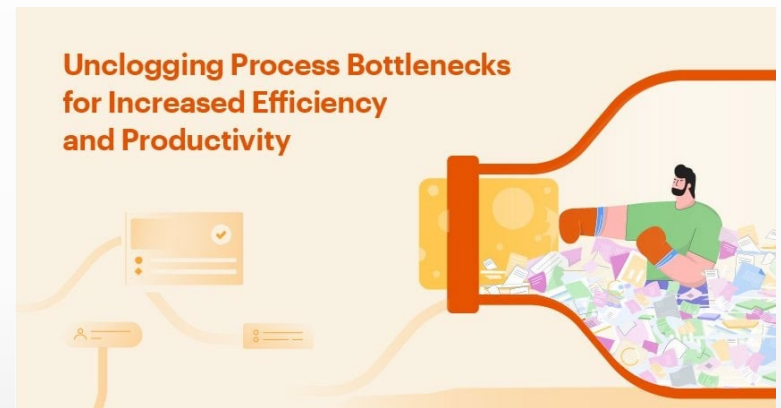 Unclogging Process Bottlenecks
for Increased Efficiency
and Productivity